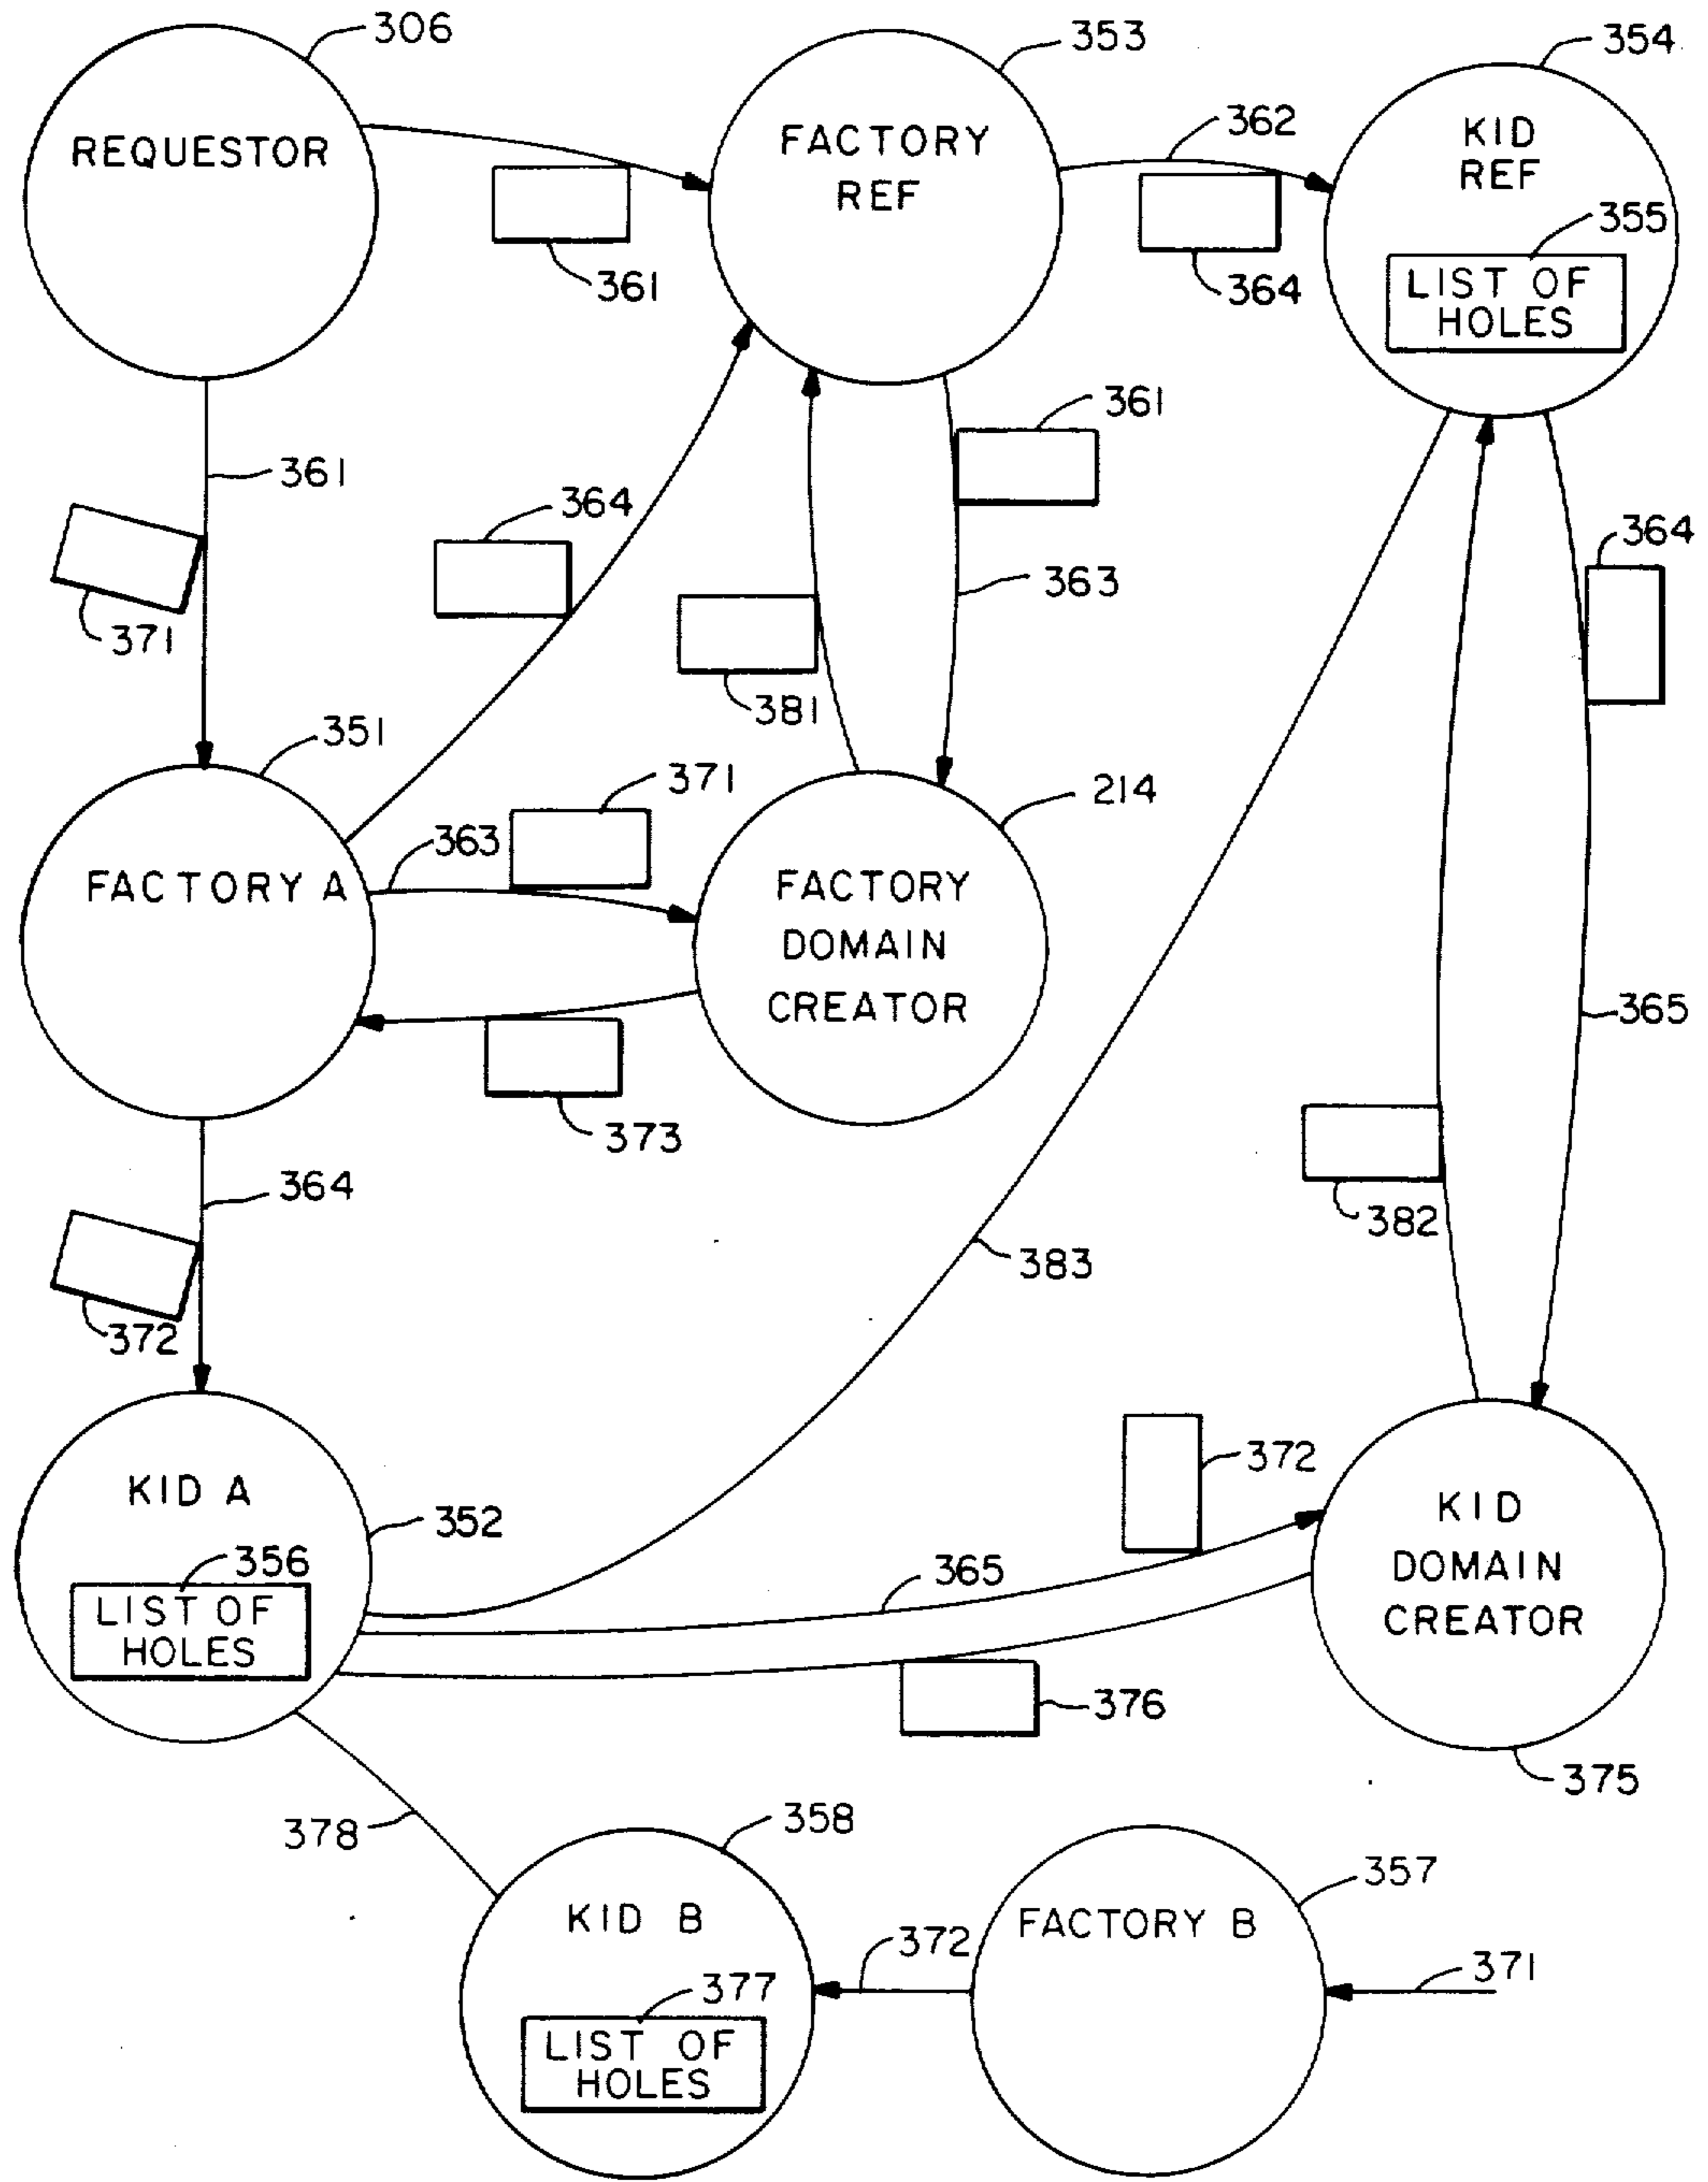 306
353
354
REQUESTOR
FACTORY
REF
362
KID
REF
355
LIST OF
HOLES
361
364
361
361
371
364
363
364
381
351
371
214
363
FACTORY A
FACTORY
DOMAIN
CREATOR
365
373
364
372
382
383
KID A
352
356
LIST OF
HOLES
372
365
KID
DOMAIN
CREATOR
376
375
378
358
357
KID B
FACTORY B
372
371
377
LIST OF
HOLES